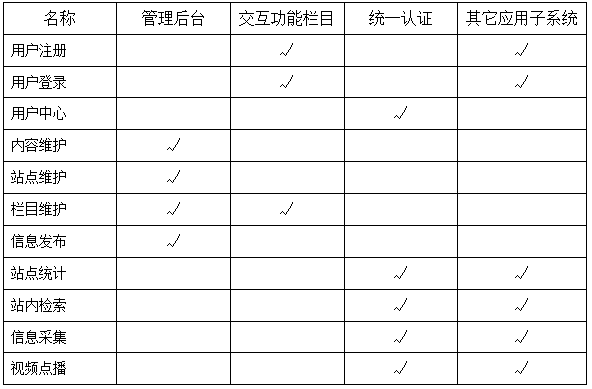 名称 管理后台 交互功能栏目 统一认证 其它应用子系统
用户注册 √ √
用户登录 √ √
用户中心 √
内容维护 √
站点维护 √
栏目维护 √ √
信息发布 √
站点统计 √ √
站内检索 √ √
信息采集 √ √
视频点播 √ √